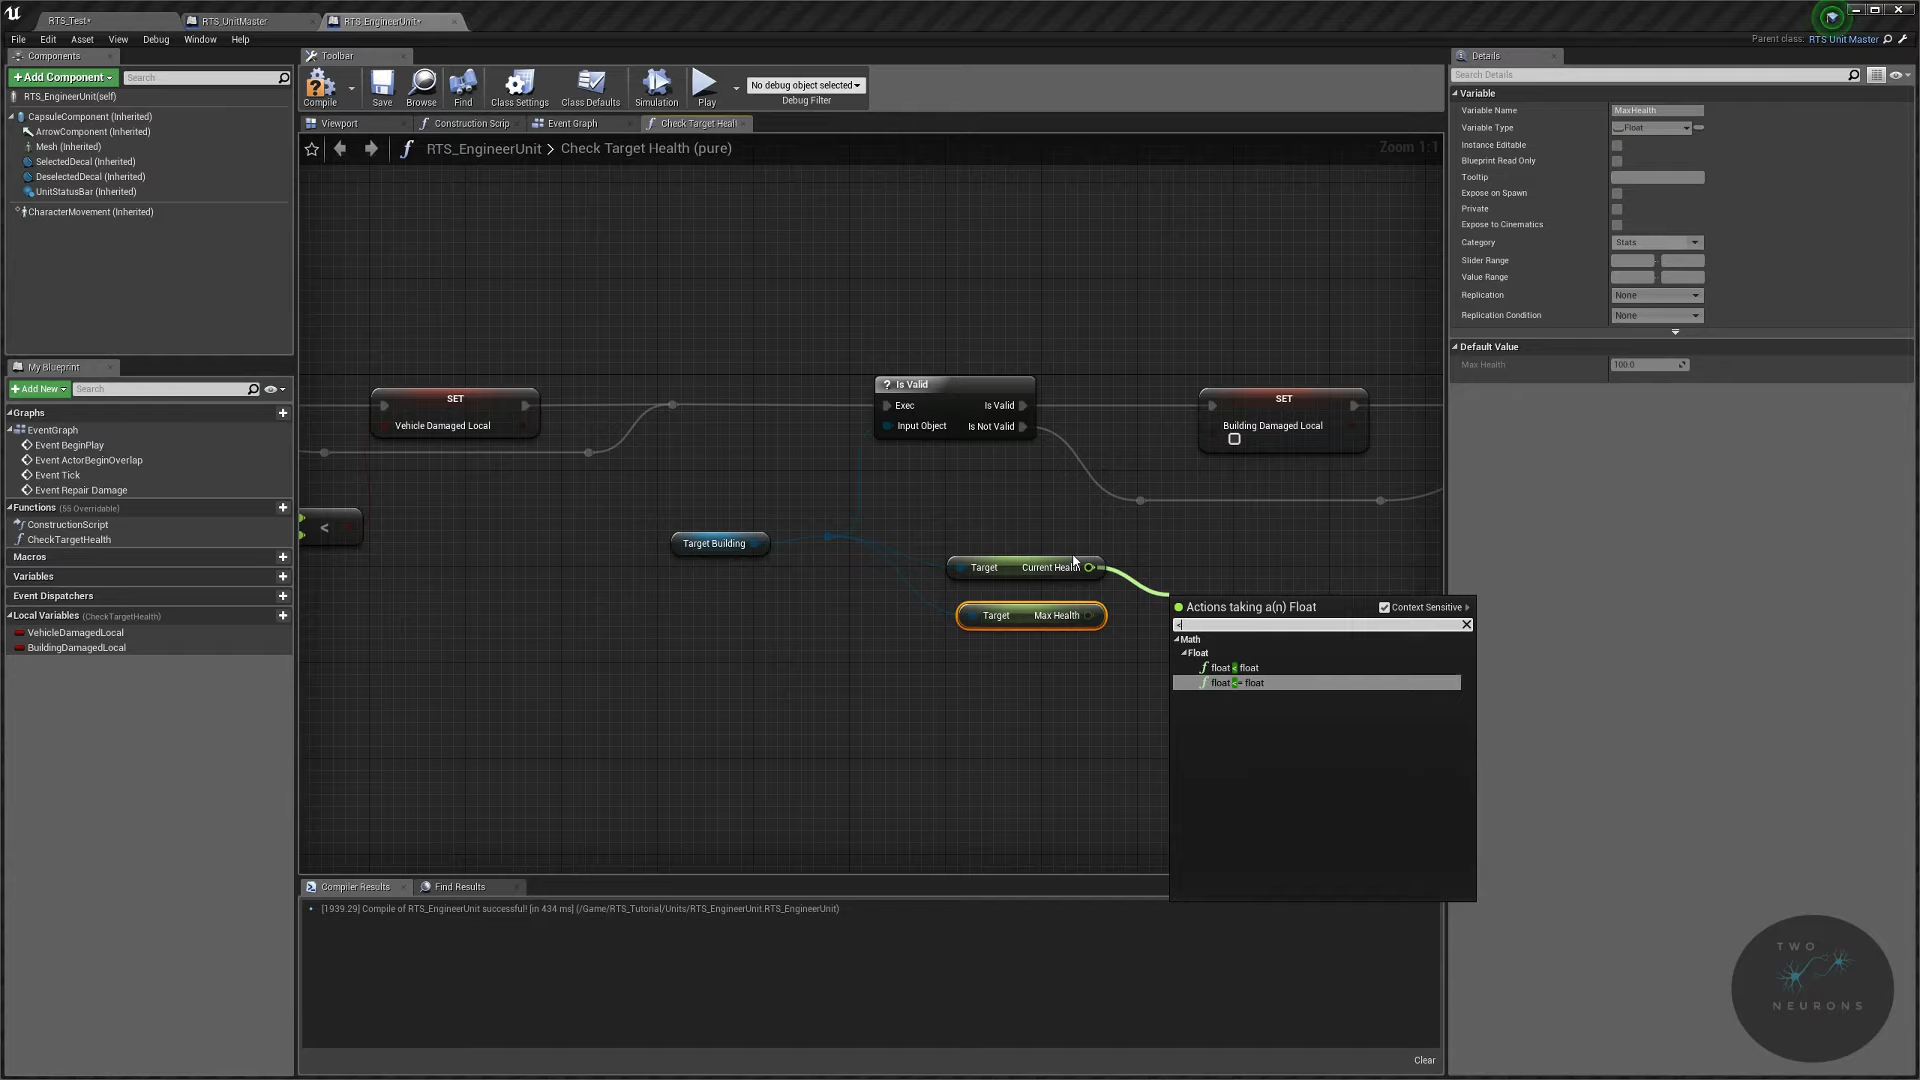 RTS_Test*
RTS_UnitMaster
RTS_EngineerUnit*
File Edit Asset View Debug Window Help
Parent class: RTS Unit Master
Components
+Add Component
Search
RTS_EngineerUnit(self)
CapsuleComponent (Inherited)
ArrowComponent (Inherited)
Mesh (Inherited)
SelectedDecal (Inherited)
DeselectedDecal (Inherited)
UnitStatusBar (Inherited)
CharacterMovement (Inherited)
My Blueprint
+Add New
Search
Graphs
EventGraph
Event BeginPlay
Event ActorBeginOverlap
Event Tick
Event Repair Damage
Functions (55 Overridable)
ConstructionScript
CheckTargetHealth
Macros
Variables
Event Dispatchers
Local Variables (CheckTargetHealth)
VehicleDamagedLocal
BuildingDamagedLocal
Toolbar
Compile
Save
Browse
Find
Class Settings
Class Defaults
Simulation
Play
No debug object selected
Debug Filter
Viewport
Construction Scrip
Event Graph
Check Target Healt
RTS_EngineerUnit > Check Target Health (pure)
Zoom 1:1
SET
Vehicle Damaged Local
<
? Is Valid
Exec
Is Valid
Input Object
Is Not Valid
SET
Building Damaged Local
Target Building
Target Current Health
Target Max Health
Actions taking a(n) Float
Context Sensitive
<
Math
Float
float < float
float <= float
Compiler Results
Find Results
[1939.29] Compile of RTS_EngineerUnit successful! [in 434 ms] (/Game/RTS_Tutorial/Units/RTS_EngineerUnit.RTS_EngineerUnit)
Clear
Details
Search Details
Variable
Variable Name MaxHealth
Variable Type Float
Instance Editable
Blueprint Read Only
Tooltip
Expose on Spawn
Private
Expose to Cinematics
Category Stats
Slider Range
Value Range
Replication None
Replication Condition None
Default Value
Max Health 100.0
TWO
NEURONS